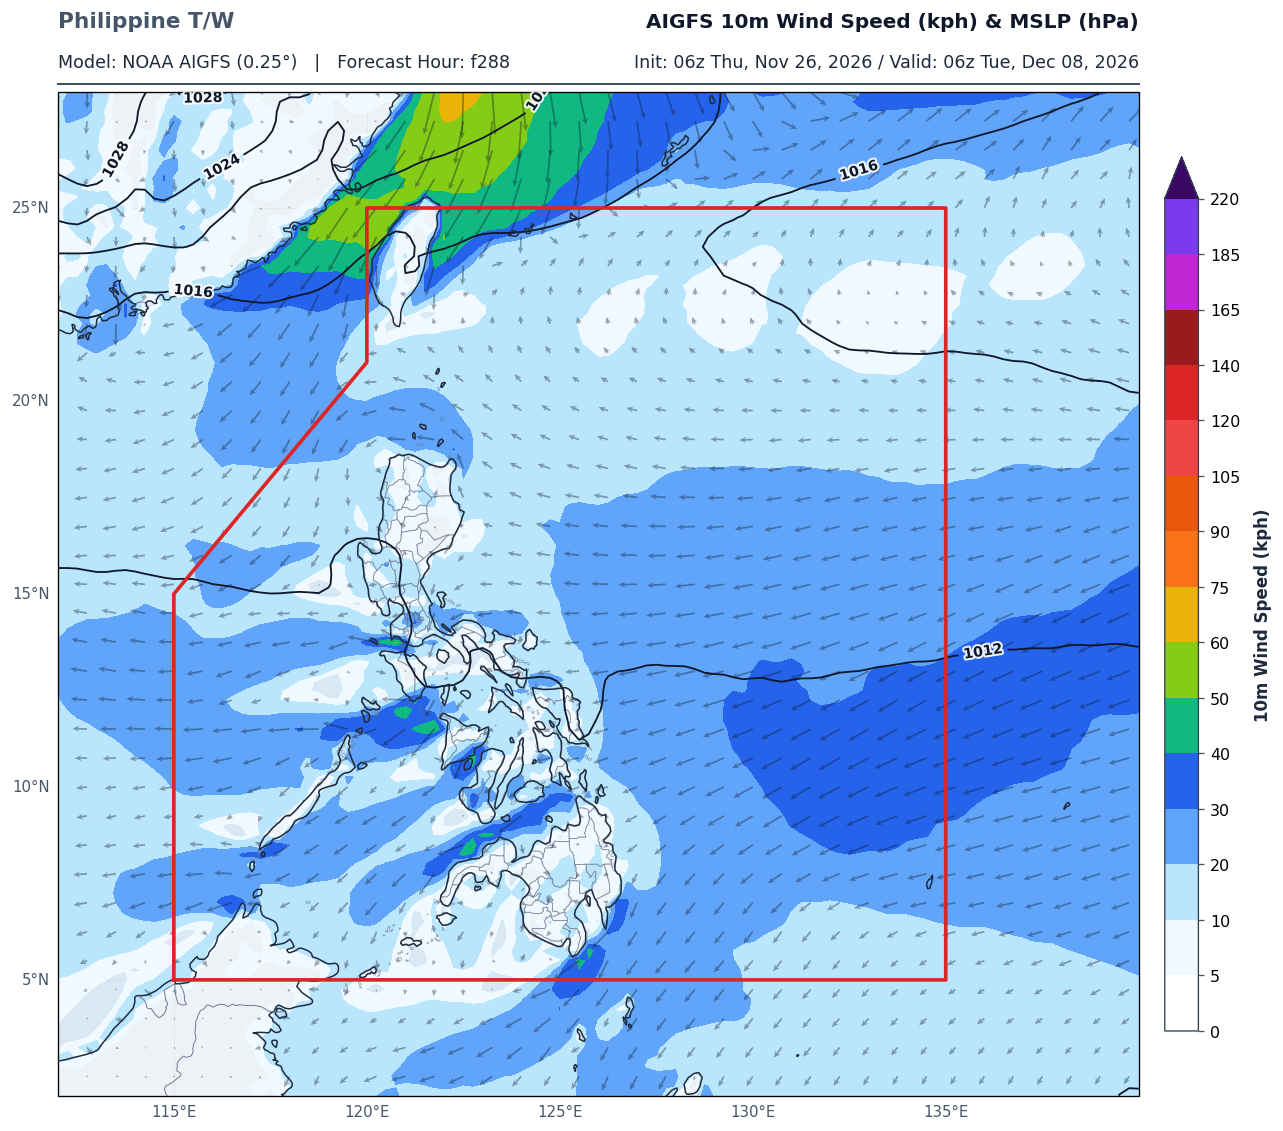 Philippine T/W
AIGFS 10m Wind Speed (kph) & MSLP (hPa)
Model: NOAA AIGFS (0.25°) | Forecast Hour: f288
Init: 06z Thu, Nov 26, 2026 / Valid: 06z Tue, Dec 08, 2026
1028
1028
1024
1016
1016
1012
25°N
20°N
15°N
10°N
5°N
115°E
120°E
125°E
130°E
135°E
220
185
165
140
120
105
90
75
60
50
40
30
20
10
5
0
10m Wind Speed (kph)